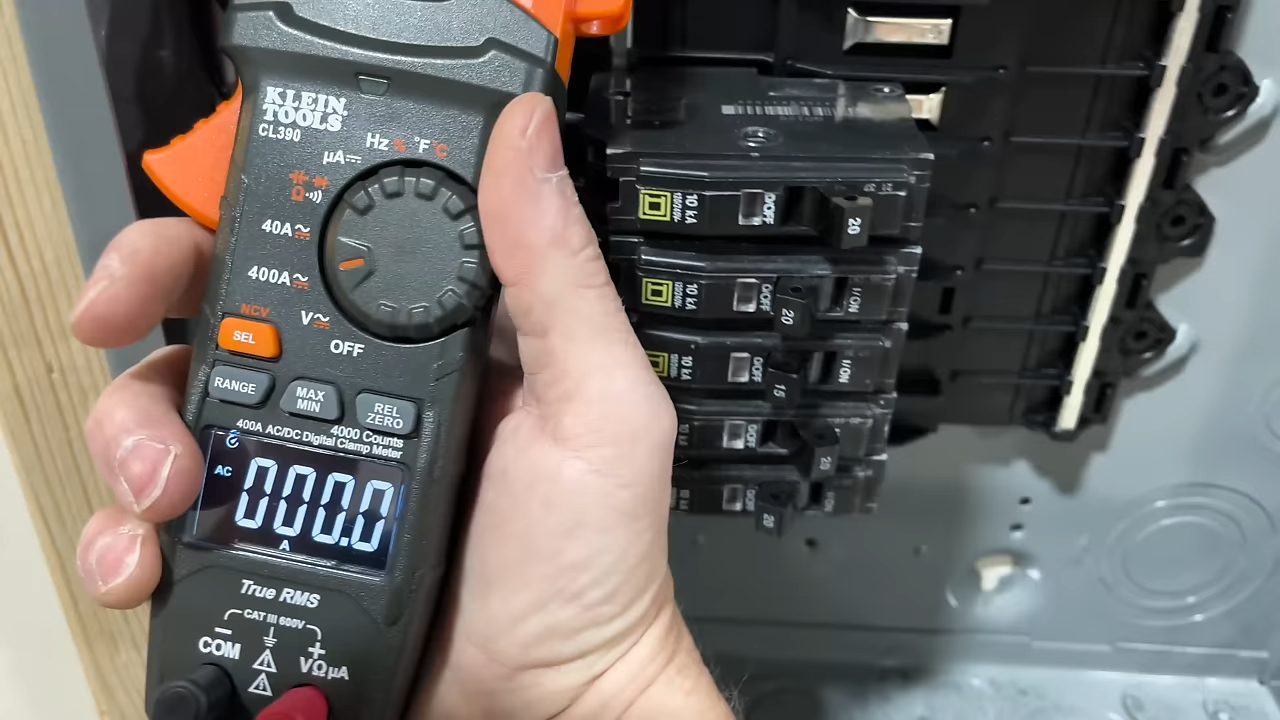 KLEIN
TOOLS
CL390
Hz % °F °C
µA
Ω
40A
400A
V
OFF
NCV
SEL
RANGE
MAX
MIN
REL
ZERO
4000 Counts
400A AC/DC Digital Clamp Meter
AC
000.0
A
True RMS
CAT III 600V
COM
VΩµA
10
kA
O/OFF
20
10
kA
O/OFF
20
I/ON
10
kA
O/OFF
15
I/ON
20
20